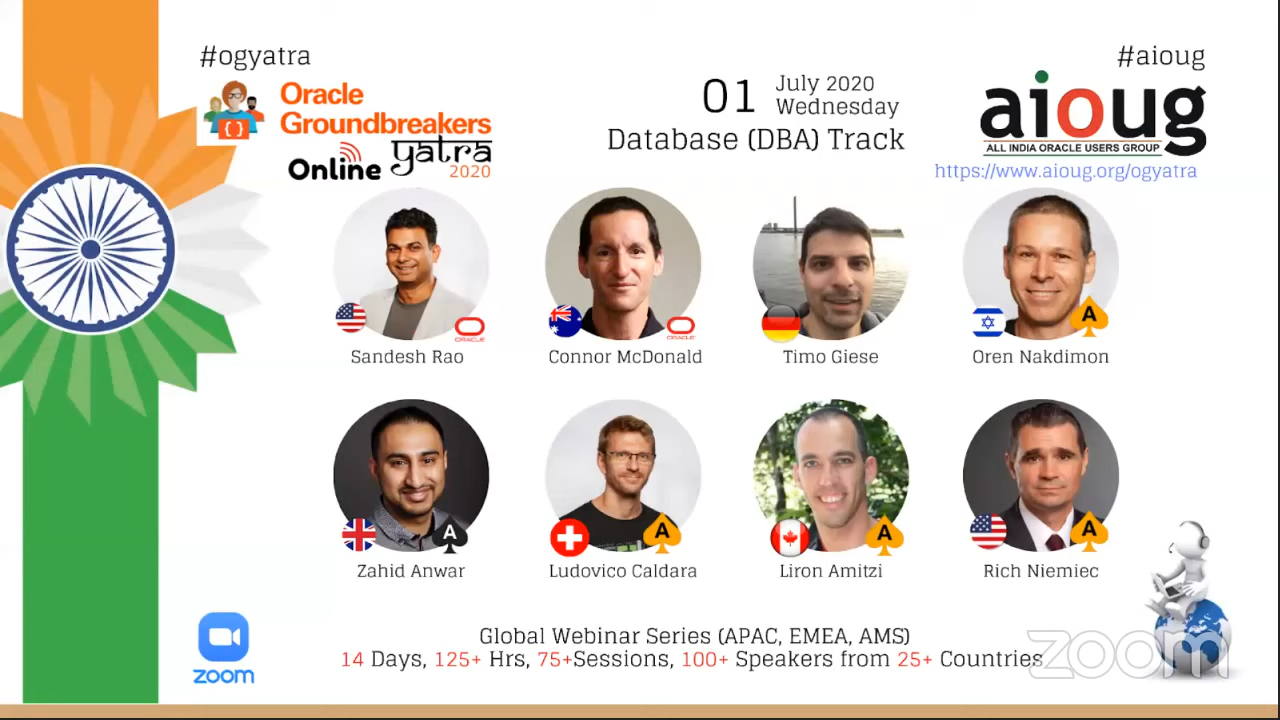 #ogyatra
#aioug
Oracle
Groundbreakers
Online yatra
2020
01 July 2020
Wednesday
Database (DBA) Track
aioug
ALL INDIA ORACLE USERS GROUP
https://www.aioug.org/ogyatra
ORACLE
ORACLE
A
Sandesh Rao
Connor McDonald
Timo Giese
Oren Nakdimon
A
A
A
A
Zahid Anwar
Ludovico Caldara
Liron Amitzi
Rich Niemiec
zoom
Global Webinar Series (APAC, EMEA, AMS)
14 Days, 125+ Hrs, 75+Sessions, 100+ Speakers from 25+ Countries
zoom